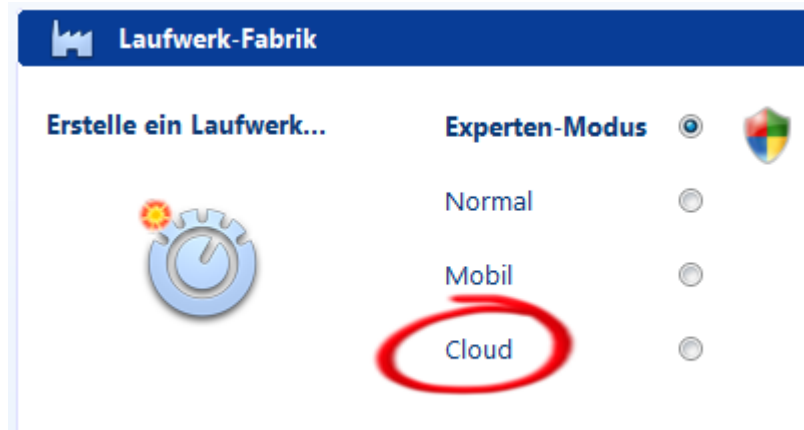 Laufwerk-Fabrik
Erstelle ein Laufwerk...
Experten-Modus
Normal
Mobil
Cloud